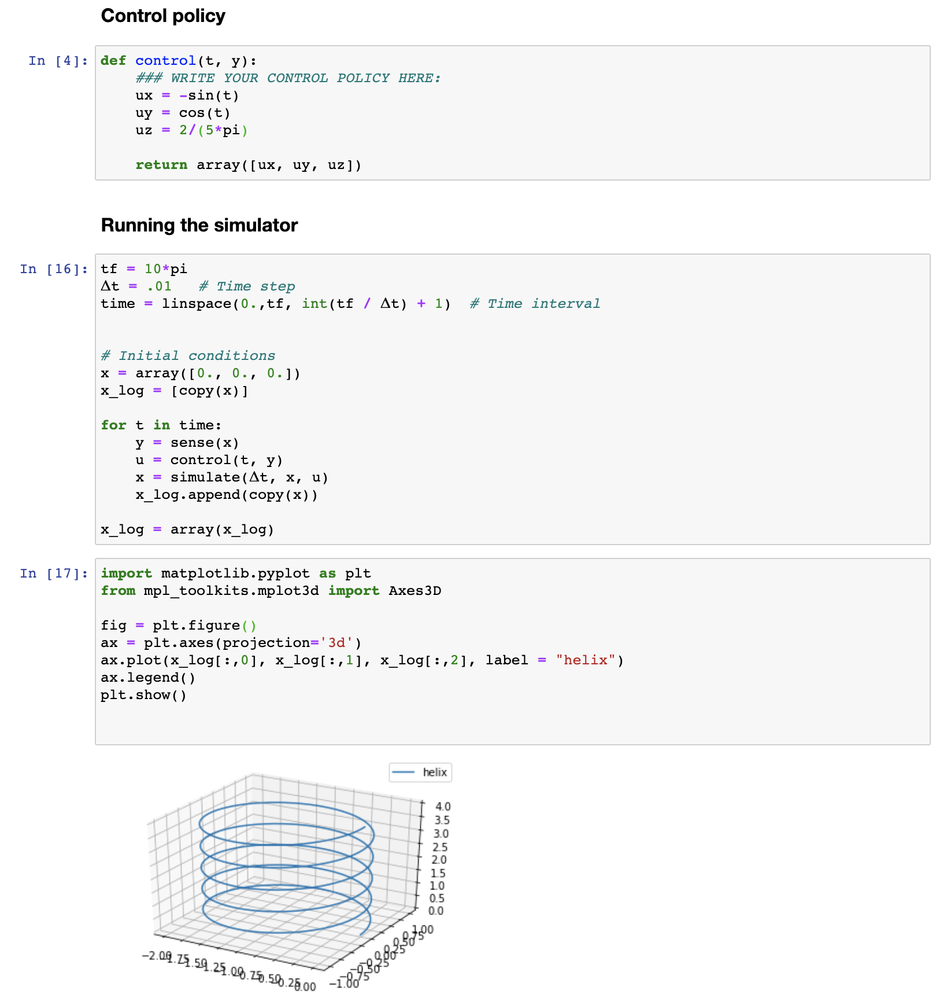 Control policy
In [4]: def control(t, y):
### WRITE YOUR CONTROL POLICY HERE:
ux = -sin(t)
uy = cos(t)
uz = 2/(5*pi)
return array([ux, uy, uz])
Running the simulator
In [16]: tf = 10*pi
Δt = .01   # Time step
time = linspace(0.,tf, int(tf / Δt) + 1)  # Time interval
# Initial conditions
x = array([0., 0., 0.])
x_log = [copy(x)]
for t in time:
y = sense(x)
u = control(t, y)
x = simulate(Δt, x, u)
x_log.append(copy(x))
x_log = array(x_log)
In [17]: import matplotlib.pyplot as plt
from mpl_toolkits.mplot3d import Axes3D
fig = plt.figure()
ax = plt.axes(projection='3d')
ax.plot(x_log[:,0], x_log[:,1], x_log[:,2], label = "helix")
ax.legend()
plt.show()
helix
4.0
3.5
3.0
2.5
2.0
1.5
1.0
0.5
0.0
1.00
0.75
0.50
0.25
0.00
−0.25
−0.50
−0.75
−1.00
−2.00
−1.75
−1.50
−1.25
−1.00
−0.75
−0.50
−0.25
0.00